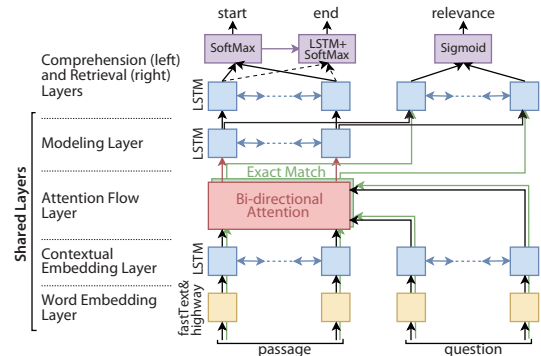 start
end
relevance
SoftMax
LSTM+
SoftMax
Sigmoid
Comprehension (left)
and Retrieval (right)
Layers
LSTM
Shared Layers
Modeling Layer
LSTM
Exact Match
Attention Flow
Layer
Bi-directional
Attention
Contextual
Embedding Layer
LSTM
Word Embedding
Layer
fastText&
highway
passage
question